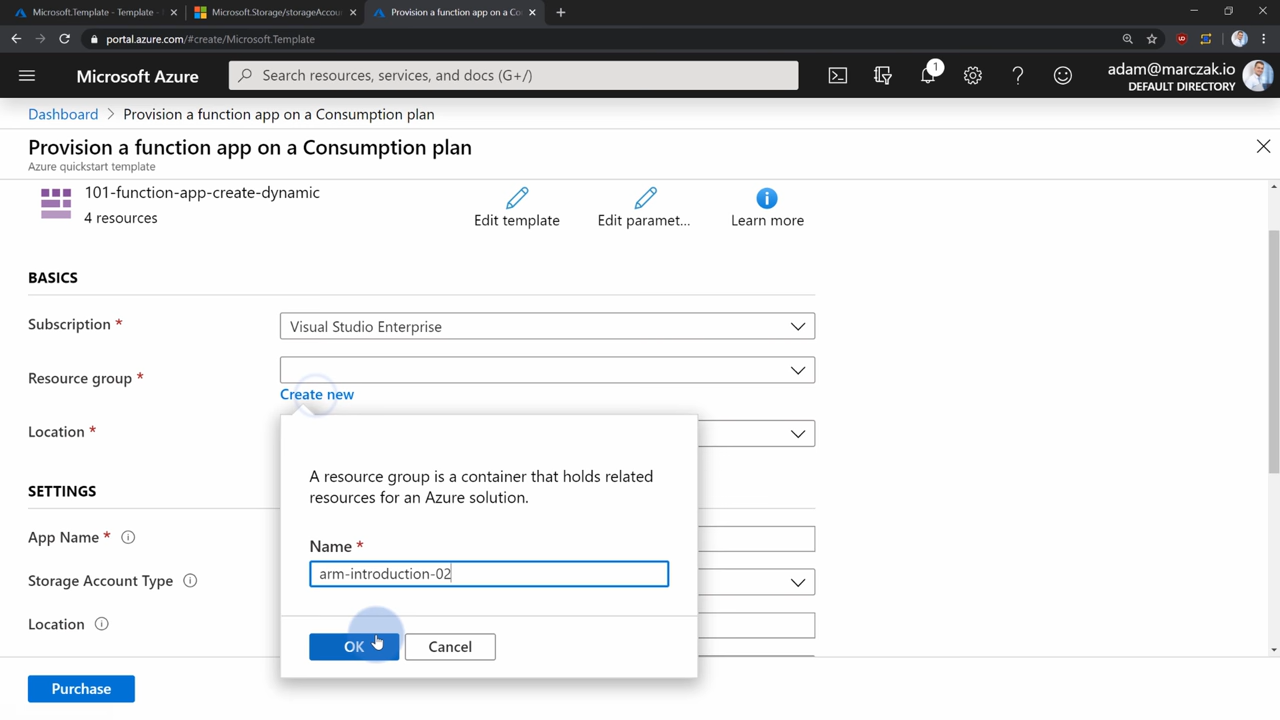 Microsoft.Template - Template -
Microsoft.Storage/storageAccou
Provision a function app on a Co
portal.azure.com/#create/Microsoft.Template
Microsoft Azure
Search resources, services, and docs (G+/)
1
adam@marczak.io
DEFAULT DIRECTORY
Dashboard > Provision a function app on a Consumption plan
Provision a function app on a Consumption plan
Azure quickstart template
101-function-app-create-dynamic
4 resources
Edit template
Edit paramet...
Learn more
BASICS
Subscription *
Visual Studio Enterprise
Resource group *
Create new
Location *
A resource group is a container that holds related
resources for an Azure solution.
Name *
arm-introduction-02
OK
Cancel
SETTINGS
App Name *
Storage Account Type
Location
Purchase